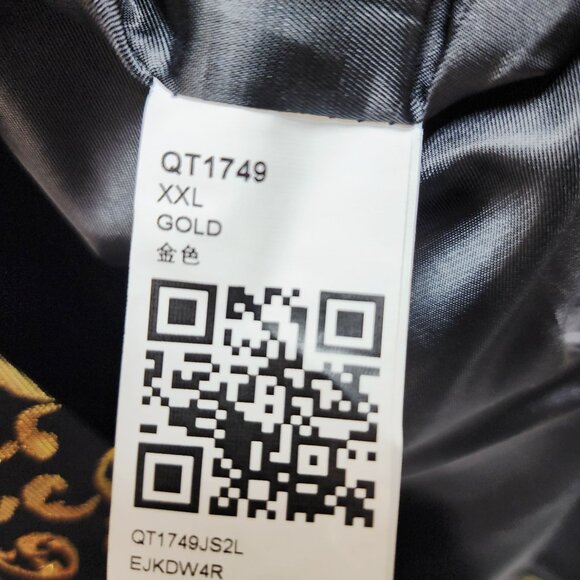 QT1749
XXL
GOLD
金色
QT1749JS2L
EJKDW4R